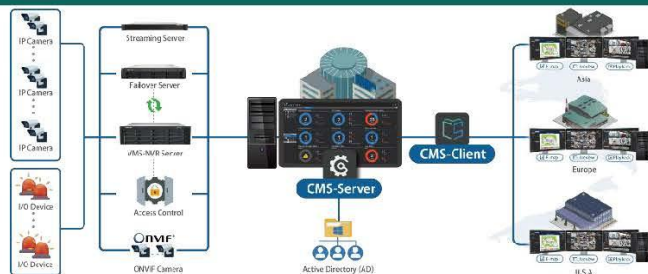 IP Camera
IP Camera
IP Camera
I/O Device
I/O Device
Streaming Server
Failover Server
VMS-NVR Server
Access Control
ONVIF
ONVIF Camera
CMS-Server
Active Directory (AD)
CMS-Client
Asia
Europe
U.S.A